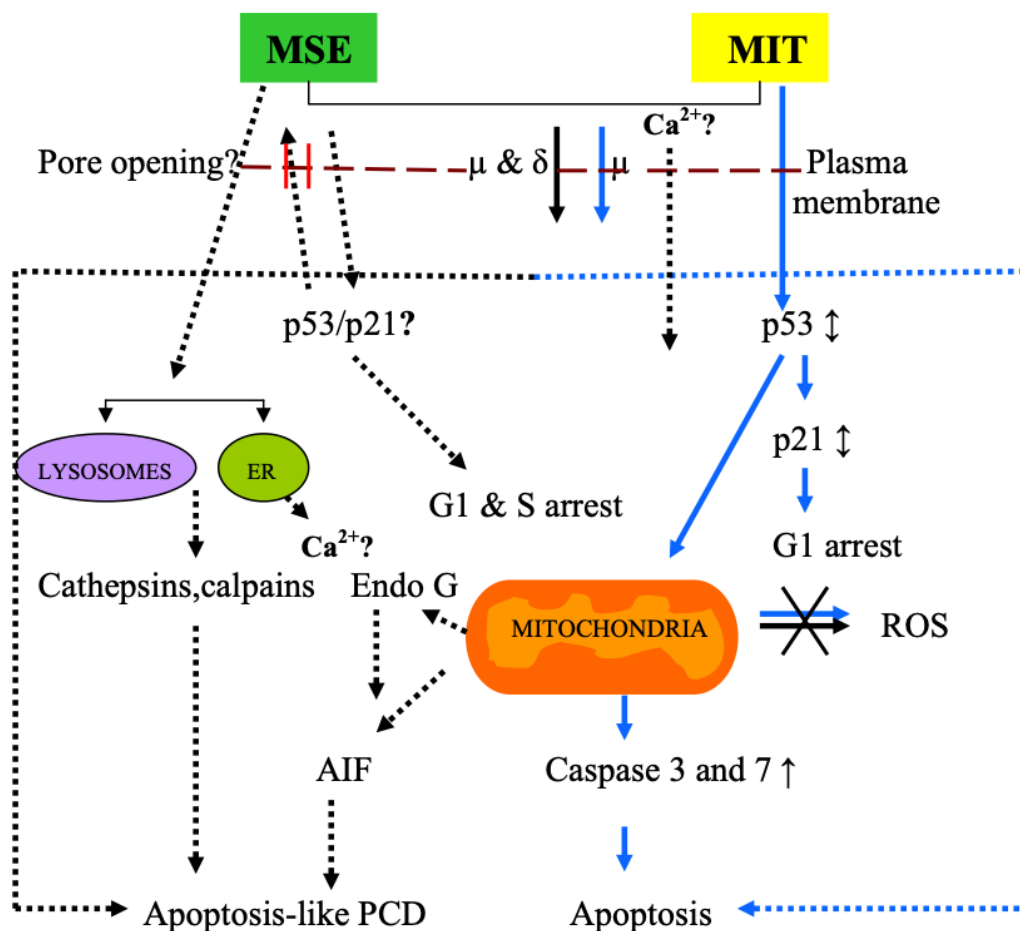 MSE
MIT
Ca²⁺?
Pore opening?
μ & δ
μ
Plasma
membrane
p53/p21?
p53 ↕
p21 ↕
LYSOSOMES
ER
G1 & S arrest
Ca²⁺?
G1 arrest
Cathepsins,calpains
Endo G
MITOCHONDRIA
ROS
AIF
Caspase 3 and 7 ↑
Apoptosis-like PCD
Apoptosis